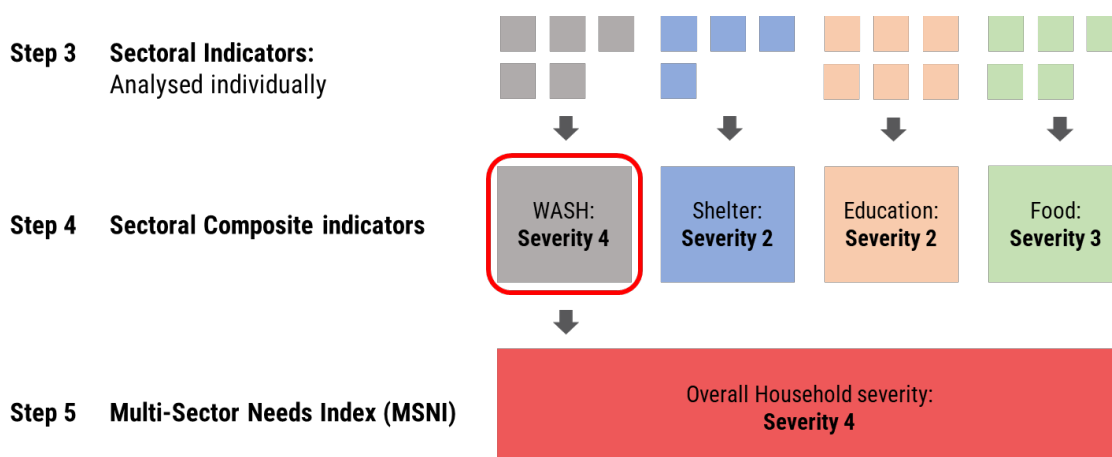 Step 3 Sectoral Indicators:
Analysed individually
Step 4 Sectoral Composite indicators
WASH:
Severity 4
Shelter:
Severity 2
Education:
Severity 2
Food:
Severity 3
Step 5 Multi-Sector Needs Index (MSNI)
Overall Household severity:
Severity 4